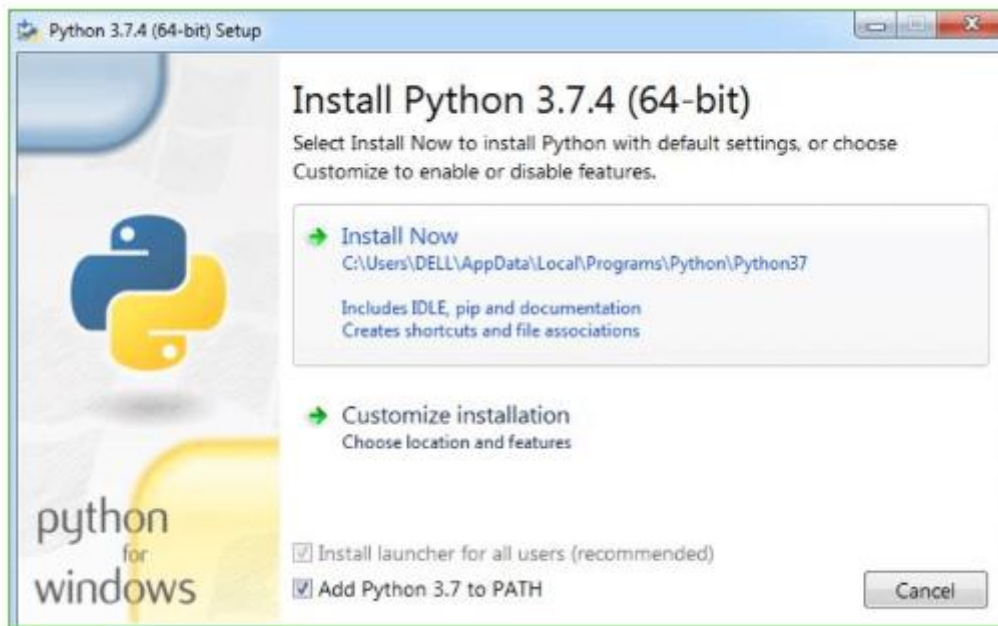 Python 3.7.4 (64-bit) Setup
Install Python 3.7.4 (64-bit)
Select Install Now to install Python with default settings, or choose
Customize to enable or disable features.
Install Now
C:\Users\DELL\AppData\Local\Programs\Python\Python37
Includes IDLE, pip and documentation
Creates shortcuts and file associations
Customize installation
Choose location and features
python
for
windows
Install launcher for all users (recommended)
Add Python 3.7 to PATH
Cancel